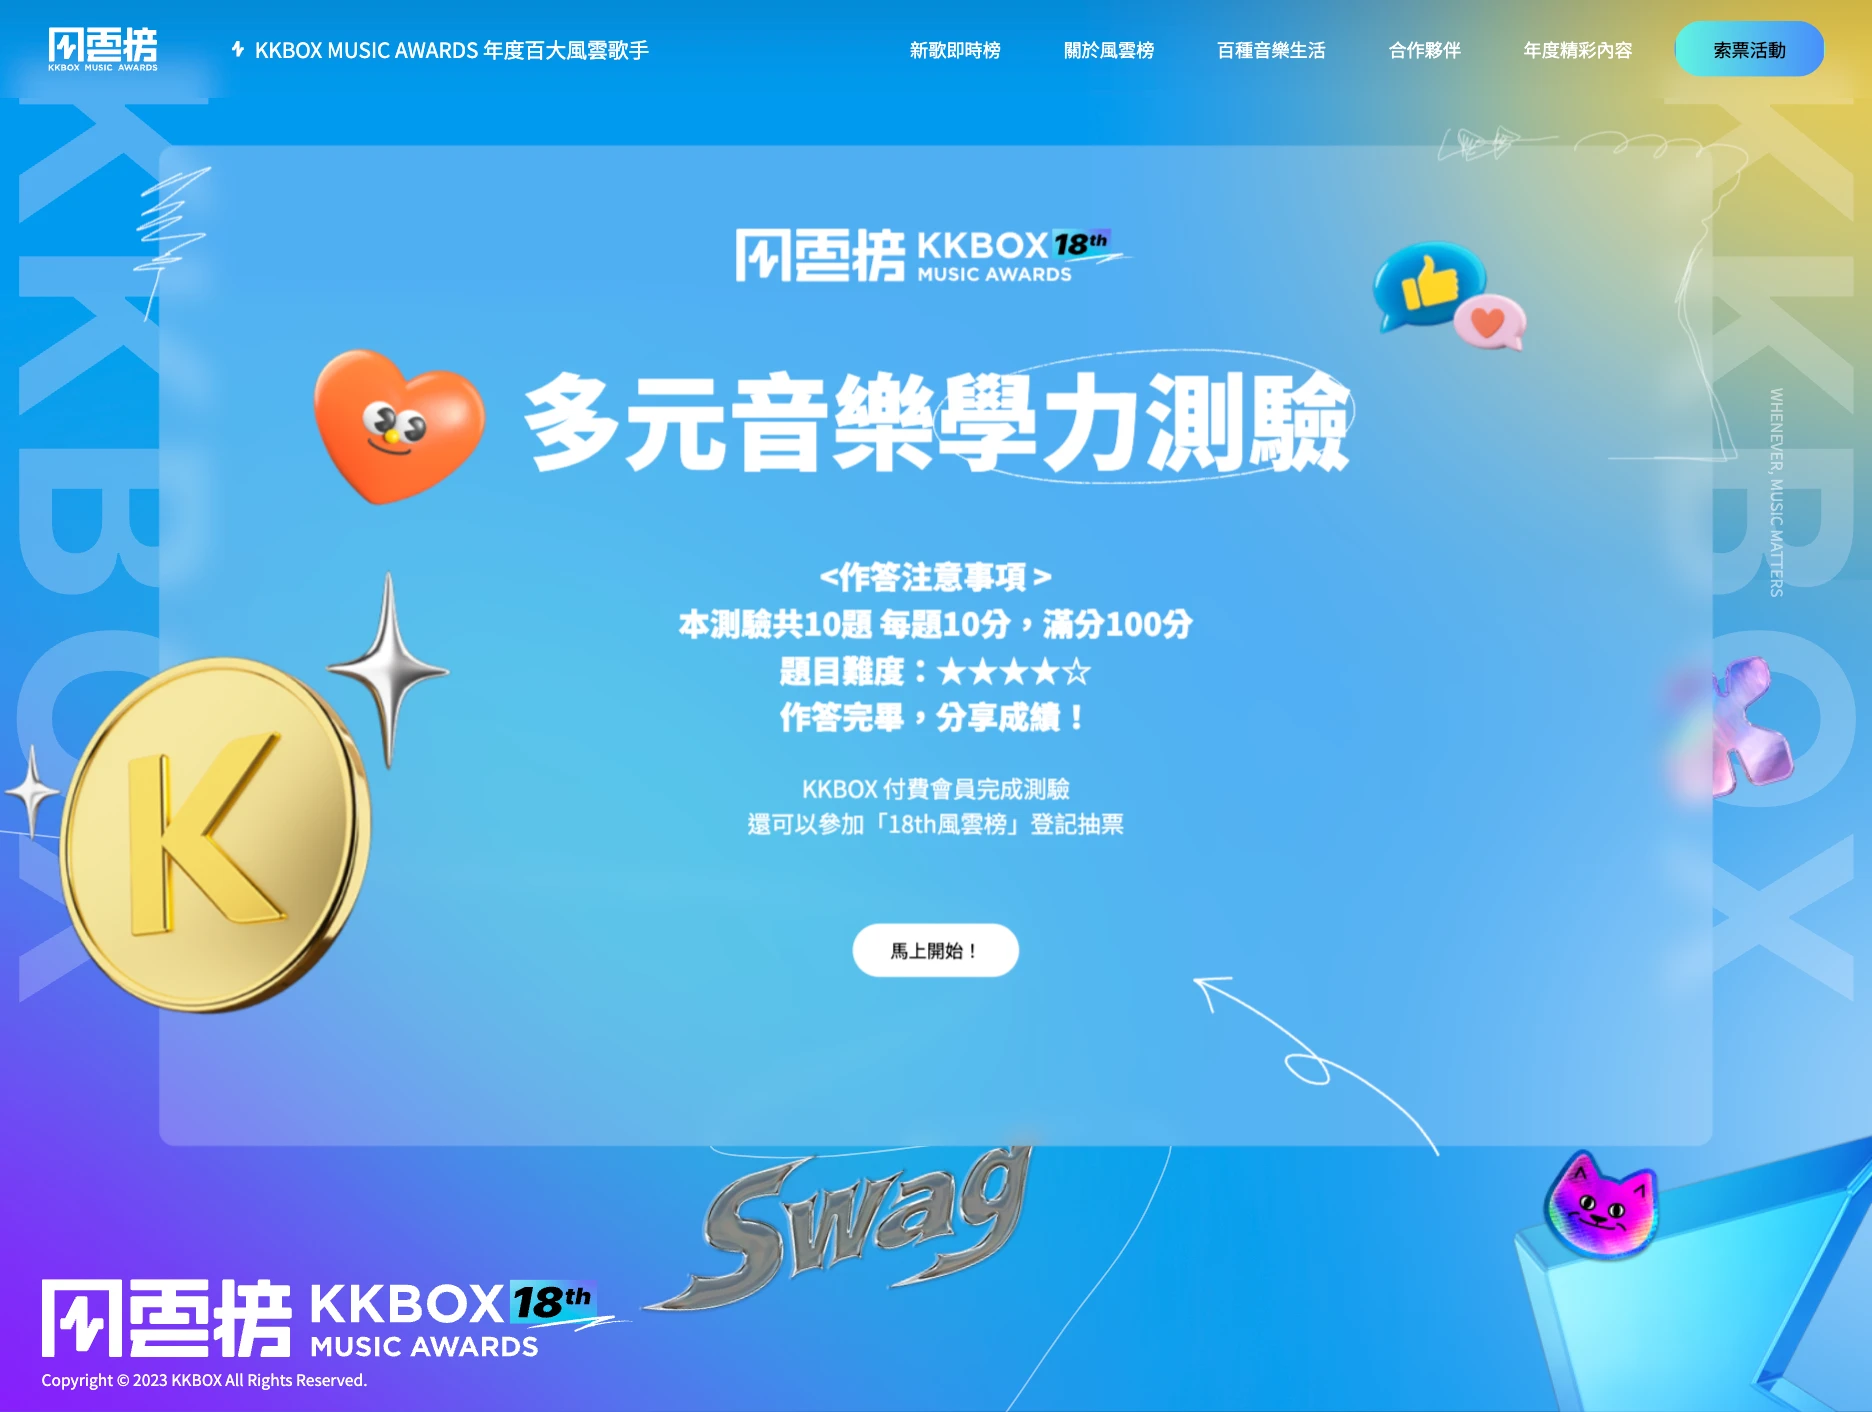 風雲榜
KKBOX MUSIC AWARDS
KKBOX MUSIC AWARDS 年度百大風雲歌手
新歌即時榜
關於風雲榜
百種音樂生活
合作夥伴
年度精彩內容
索票活動
KKBOX
KKBOX
風雲榜 KKBOX 18th
MUSIC AWARDS
多元音樂學力測驗
WHENEVER, MUSIC MATTERS
<作答注意事項 >
本測驗共10題 每題10分，滿分100分
題目難度：★★★★☆
作答完畢，分享成績！
K
KKBOX 付費會員完成測驗
還可以參加「18th風雲榜」登記抽票
馬上開始！
Swag
風雲榜 KKBOX 18th
MUSIC AWARDS
Copyright © 2023 KKBOX All Rights Reserved.